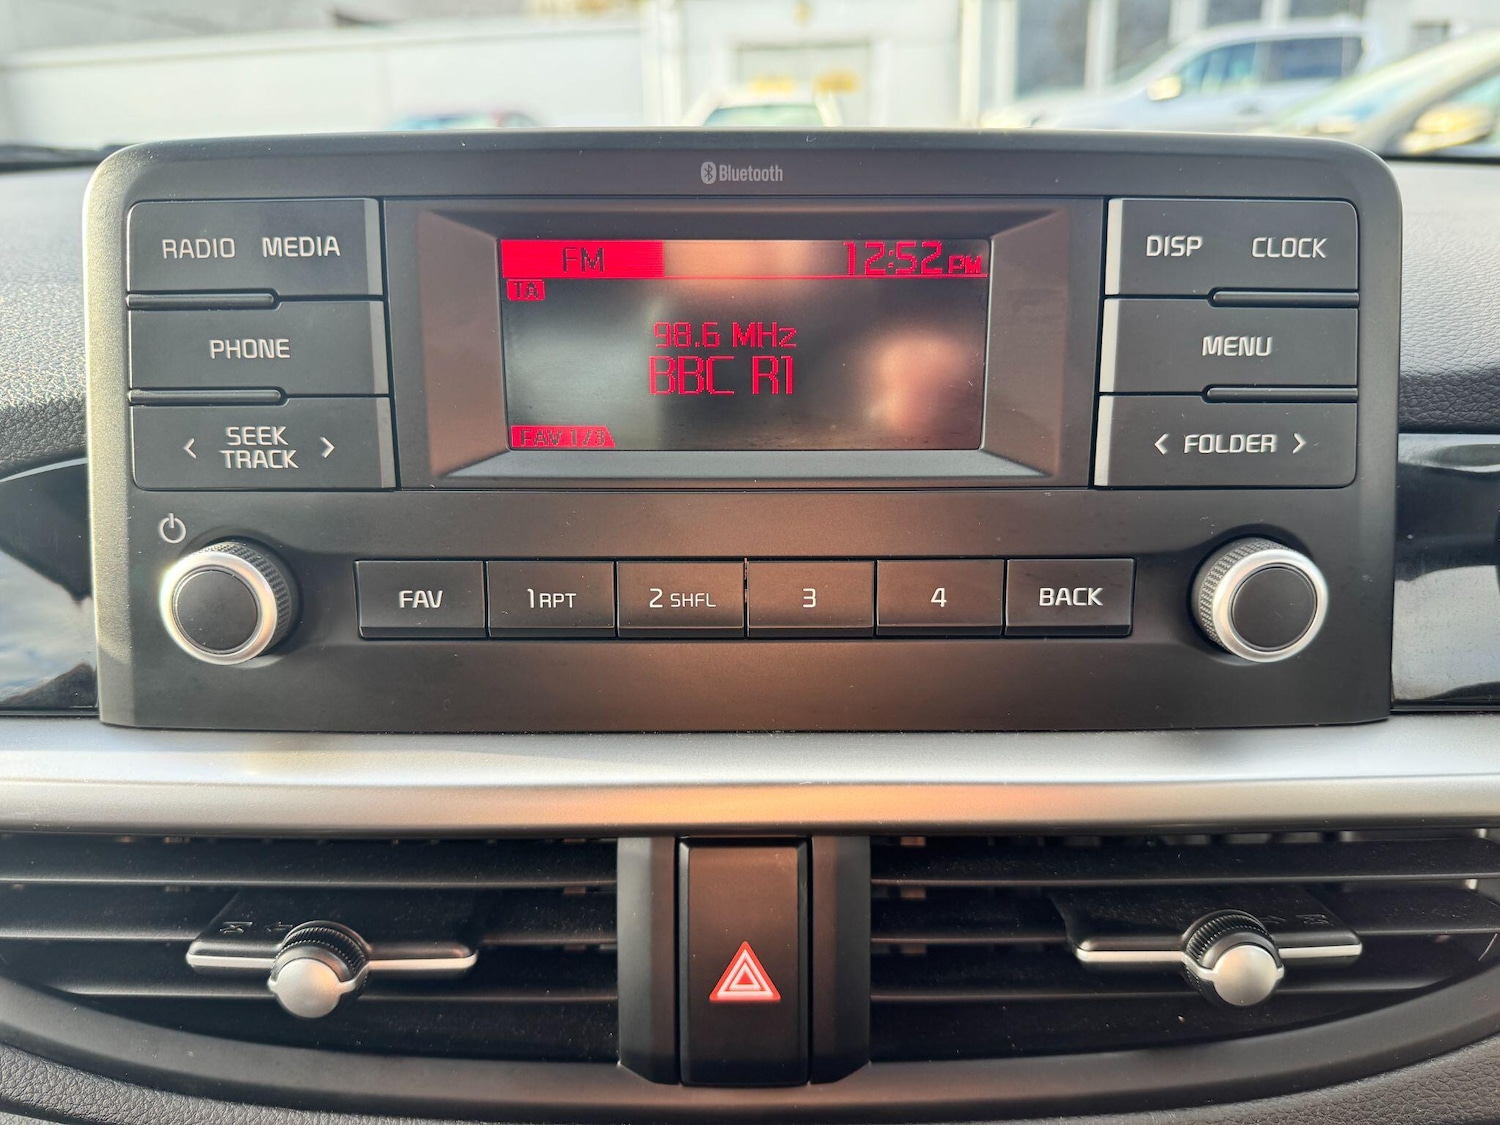 Bluetooth
RADIO MEDIA
PHONE
< SEEK TRACK >
FM 12:52 PM
TA
98.6 MHz
BBC R1
FAV 1/3
DISP CLOCK
MENU
< FOLDER >
FAV 1 RPT 2 SHFL 3 4 BACK